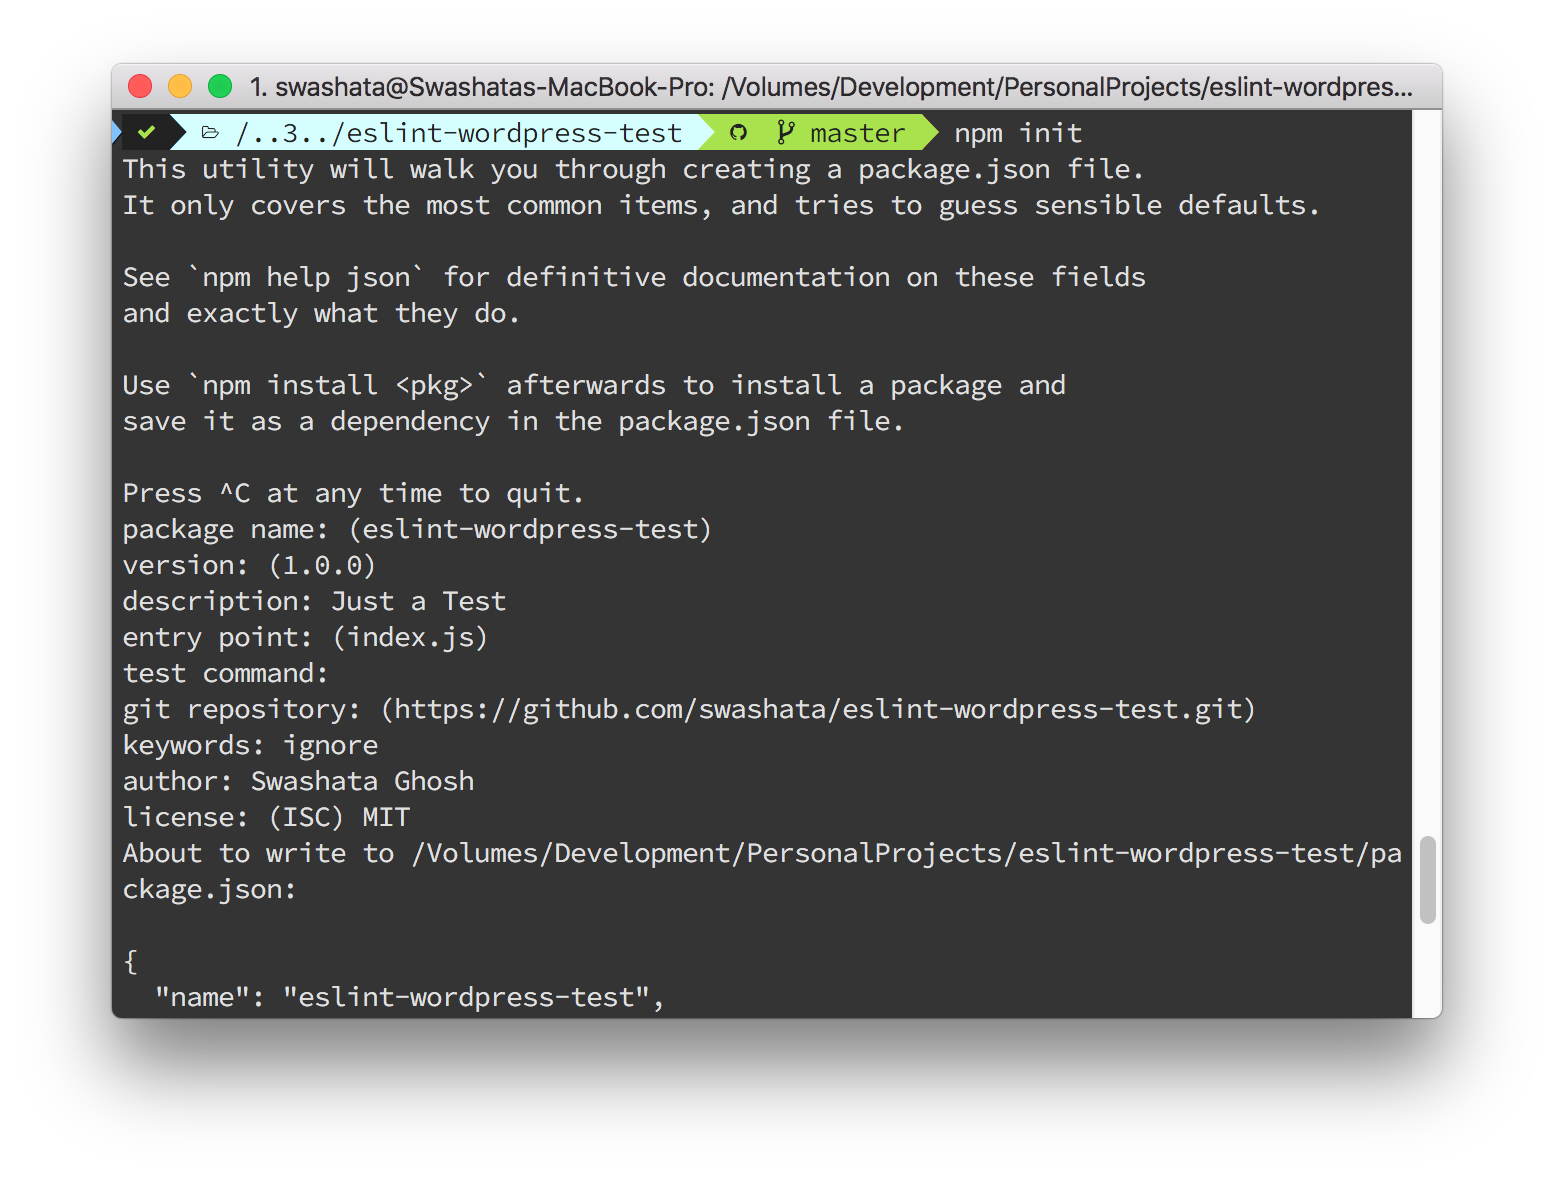 1. swashata@Swashatas-MacBook-Pro: /Volumes/Development/PersonalProjects/eslint-wordpres...
/..3../eslint-wordpress-test master npm init
This utility will walk you through creating a package.json file.
It only covers the most common items, and tries to guess sensible defaults.
See `npm help json` for definitive documentation on these fields
and exactly what they do.
Use `npm install <pkg>` afterwards to install a package and
save it as a dependency in the package.json file.
Press ^C at any time to quit.
package name: (eslint-wordpress-test)
version: (1.0.0)
description: Just a Test
entry point: (index.js)
test command:
git repository: (https://github.com/swashata/eslint-wordpress-test.git)
keywords: ignore
author: Swashata Ghosh
license: (ISC) MIT
About to write to /Volumes/Development/PersonalProjects/eslint-wordpress-test/pa
ckage.json:
{
"name": "eslint-wordpress-test",